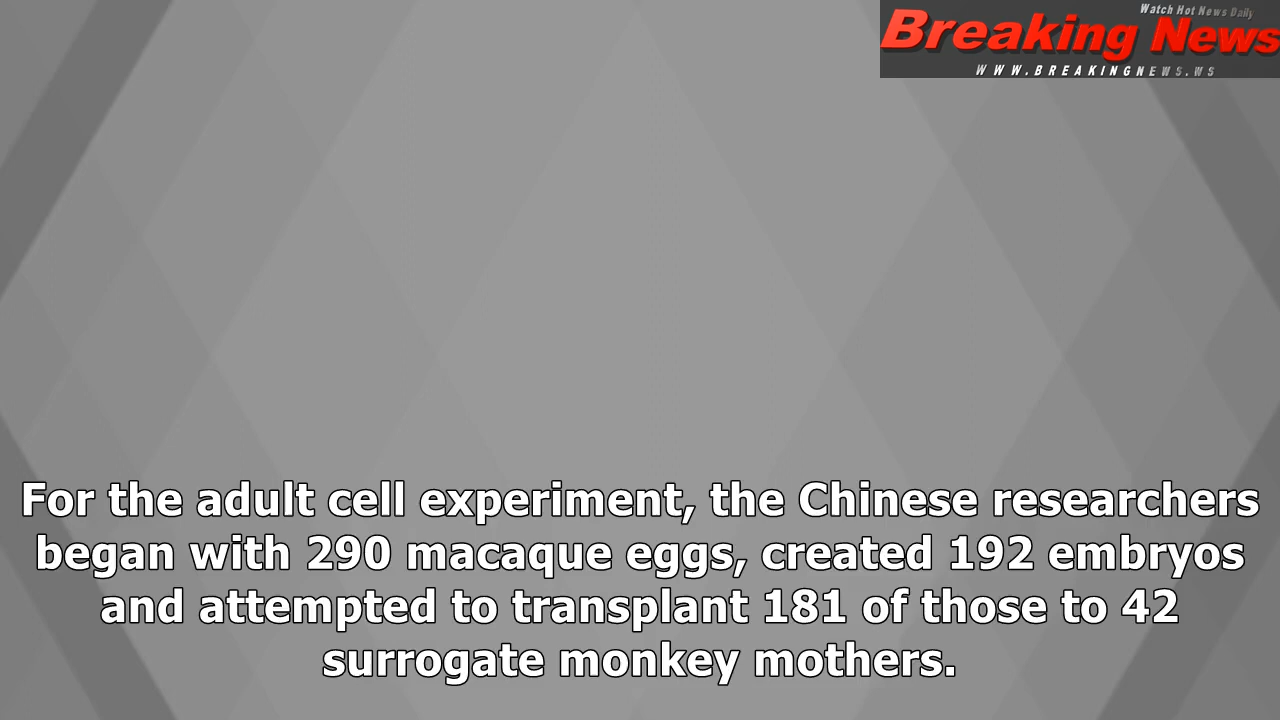 Watch Hot News Daily
Breaking News
WWW.BREAKINGNEWS.WS
For the adult cell experiment, the Chinese researchers
began with 290 macaque eggs, created 192 embryos
and attempted to transplant 181 of those to 42
surrogate monkey mothers.